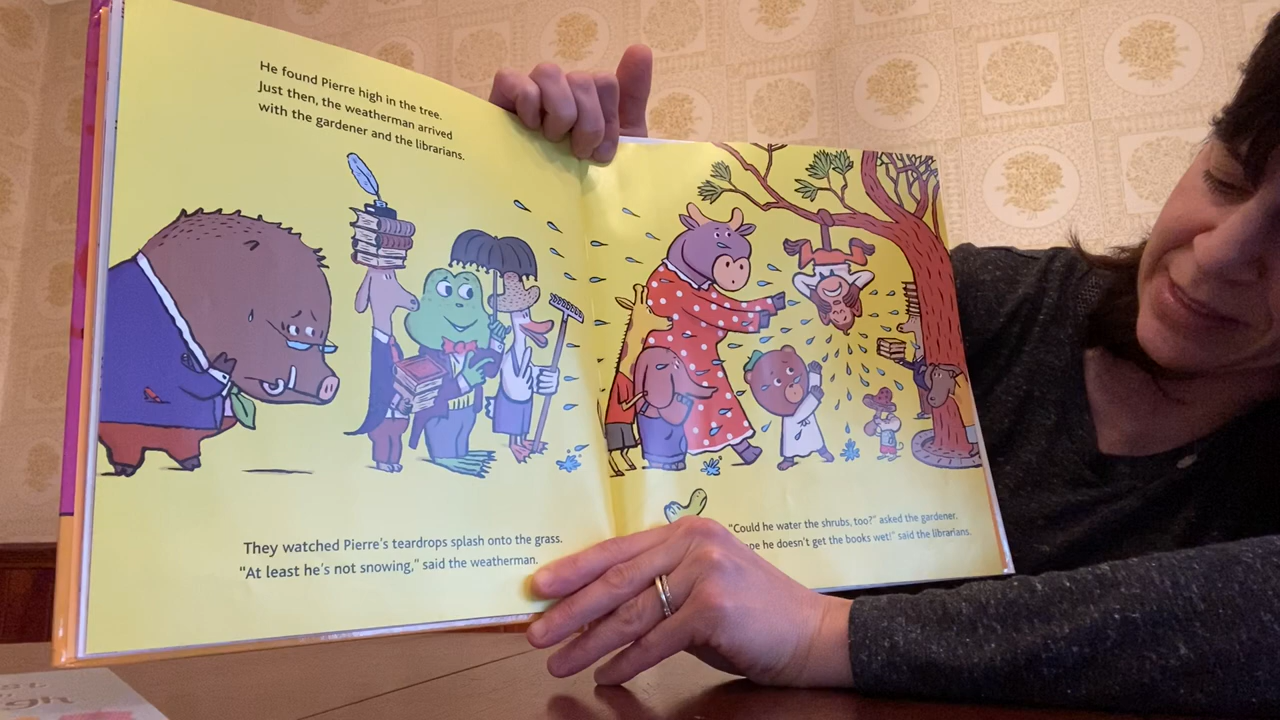 He found Pierre high in the tree.
Just then, the weatherman arrived
with the gardener and the librarians.
They watched Pierre's teardrops splash onto the grass.
"At least he's not snowing," said the weatherman.
"Could he water the shrubs, too?" asked the gardener.
he doesn't get the books wet!" said the librarians.